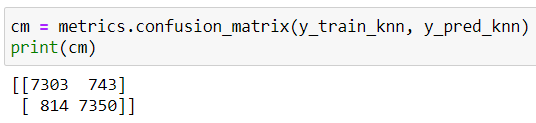 cm = metrics.confusion_matrix(y_train_knn, y_pred_knn)
print(cm)
[[7303  743]
 [ 814 7350]]